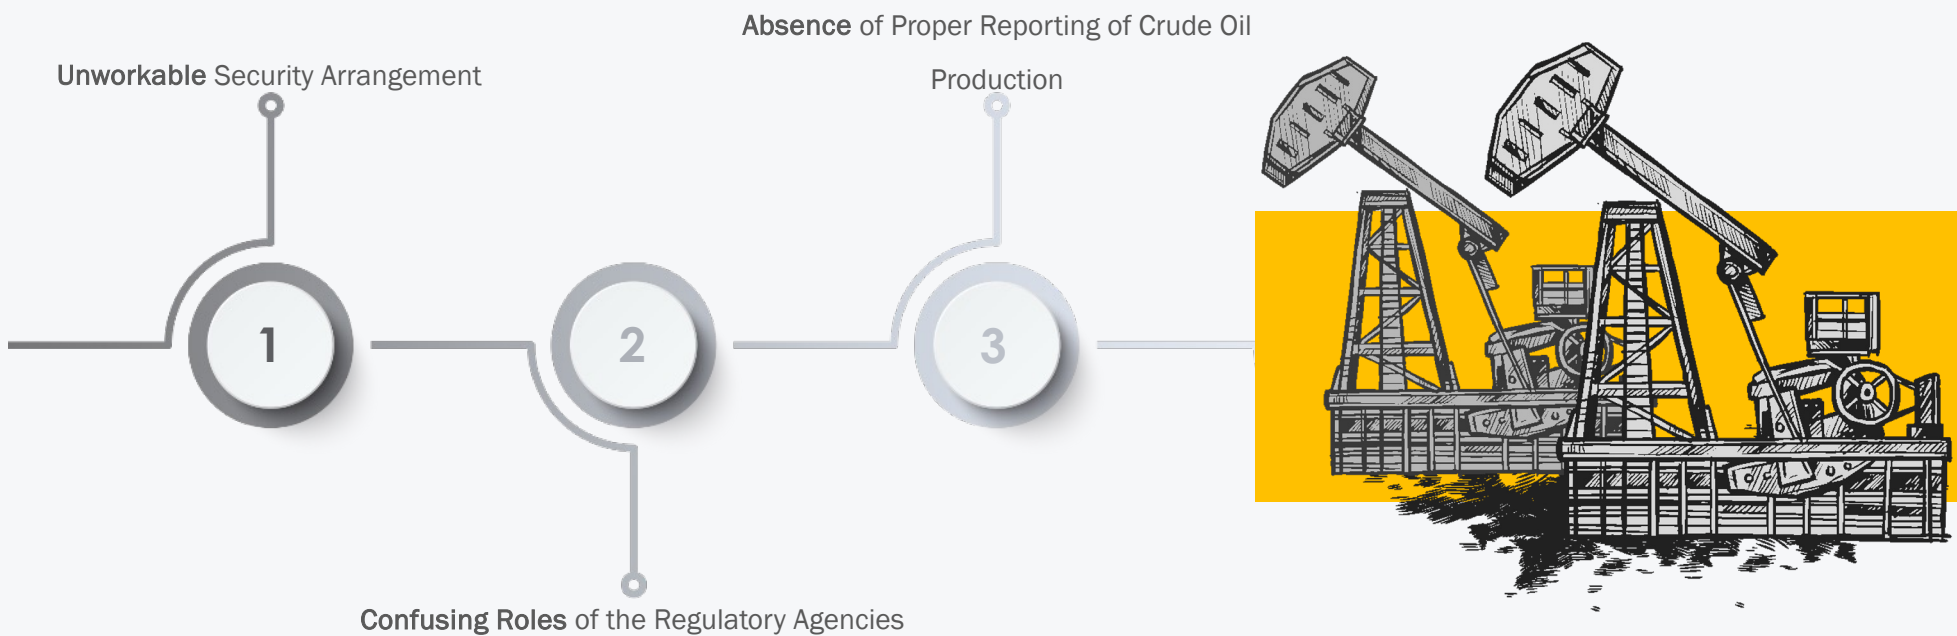 Absence of Proper Reporting of Crude Oil
Production
Unworkable Security Arrangement
1
2
3
Confusing Roles of the Regulatory Agencies